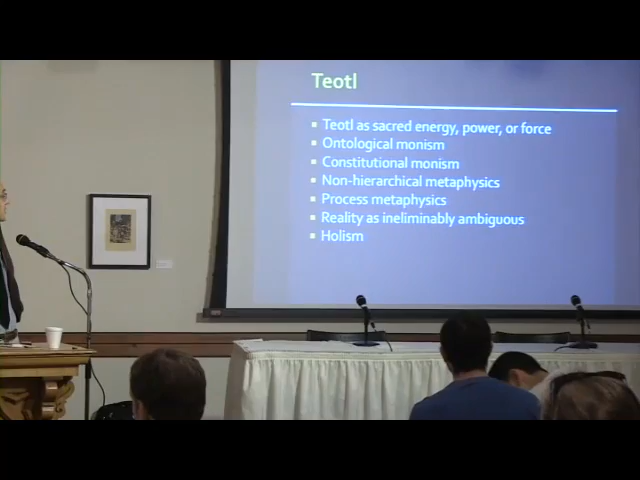 Teotl
Teotl as sacred energy, power, or force
Ontological monism
Constitutional monism
Non-hierarchical metaphysics
Process metaphysics
Reality as ineliminably ambiguous
Holism